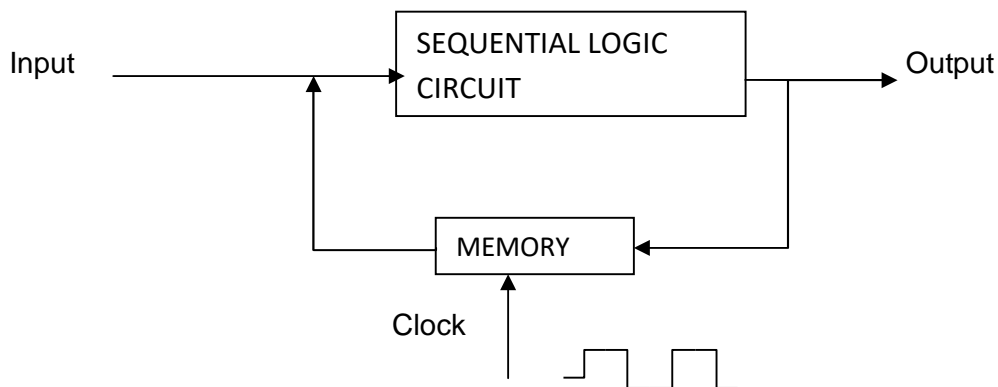 Input
SEQUENTIAL LOGIC
CIRCUIT
Output
MEMORY
Clock